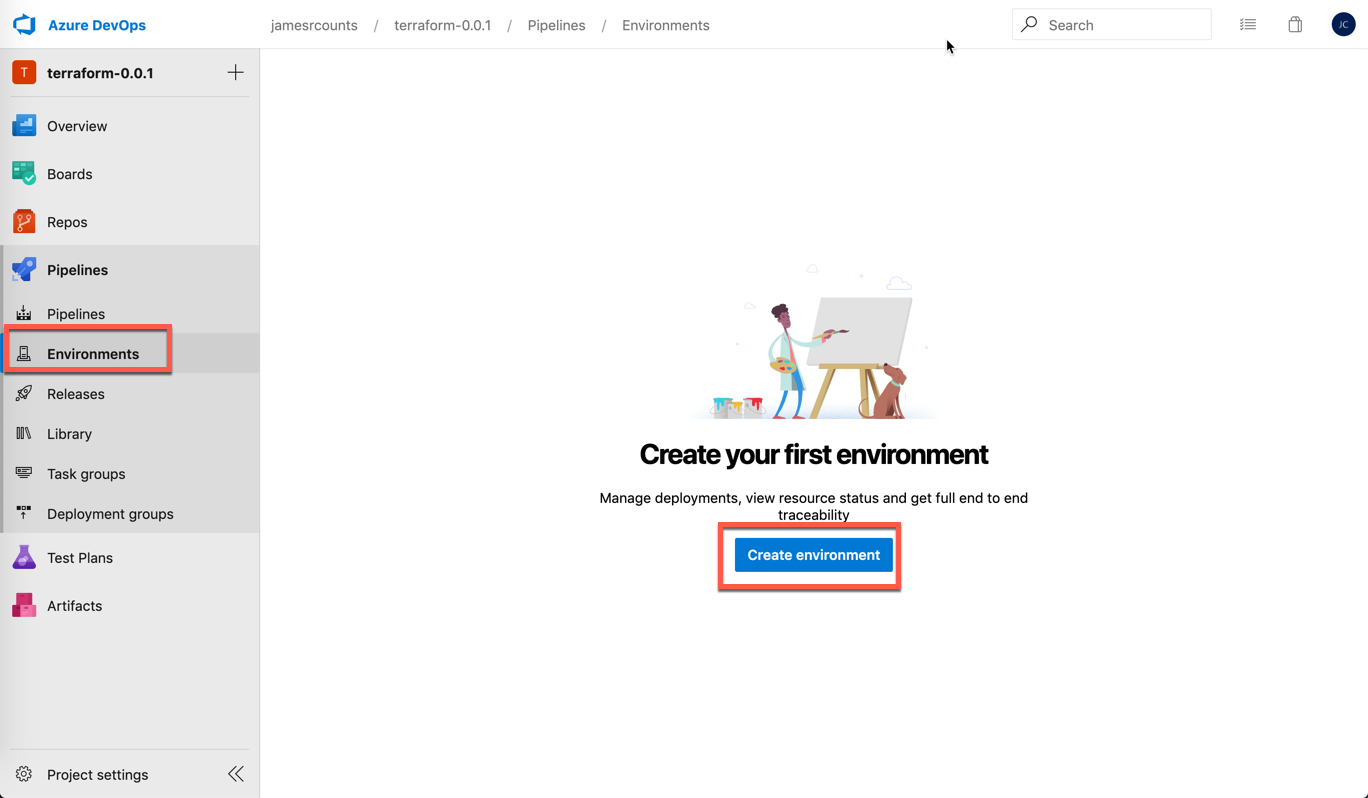 Azure DevOps
jamesrcounts / terraform-0.0.1 / Pipelines / Environments
Search
JC
T
terraform-0.0.1
Overview
Boards
Repos
Pipelines
Pipelines
Environments
Releases
Library
Task groups
Deployment groups
Test Plans
Artifacts
Project settings
Create your first environment
Manage deployments, view resource status and get full end to end
traceability
Create environment